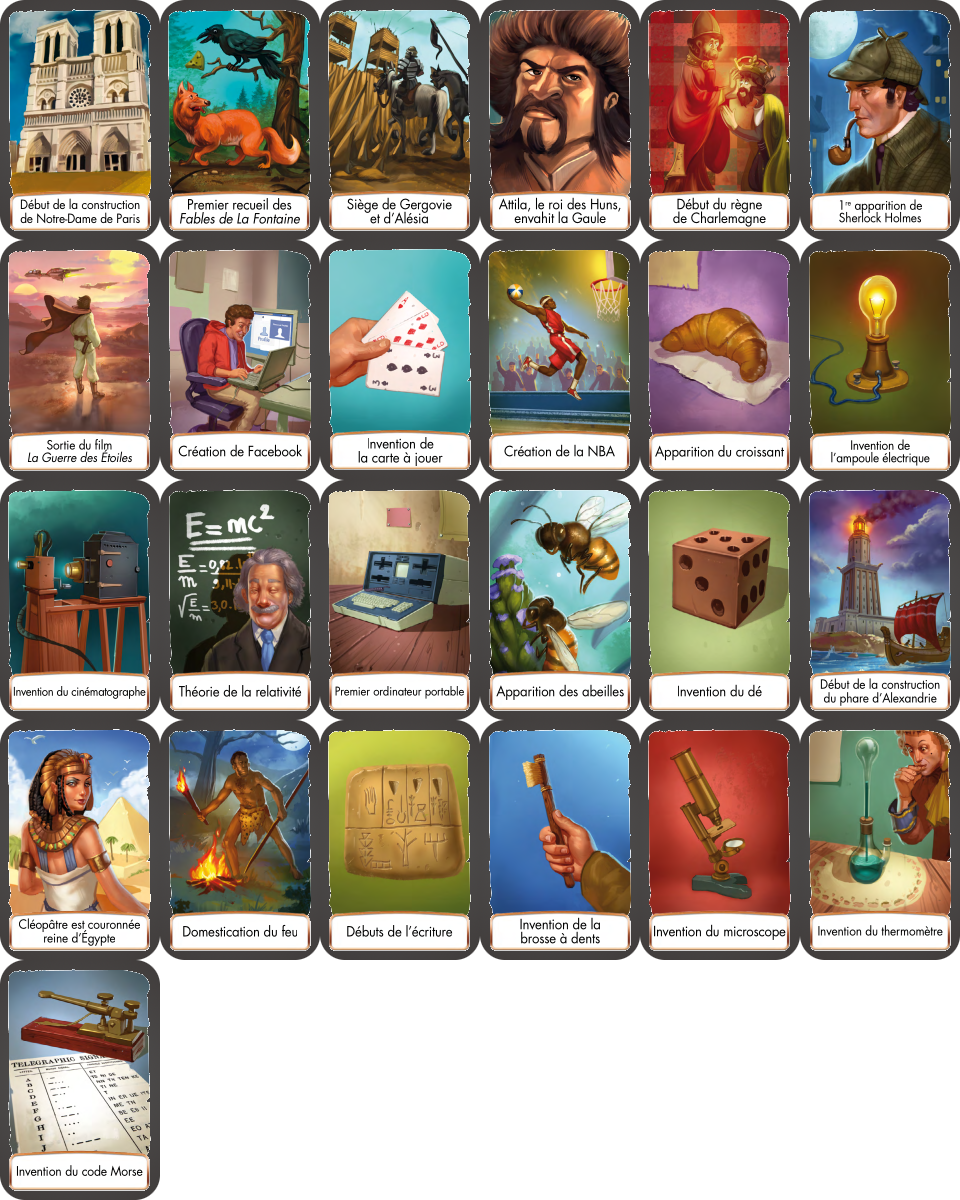 Début de la construction
de Notre-Dame de Paris
Premier recueil des
Fables de La Fontaine
Siège de Gergovie
et d'Alésia
Attila, le roi des Huns,
envahit la Gaule
Début du règne
de Charlemagne
1re apparition de
Sherlock Holmes
Sortie du film
La Guerre des Étoiles
Profile
Création de Facebook
Invention de
la carte à jouer
Création de la NBA
Apparition du croissant
Invention de
l'ampoule électrique
Invention du cinématographe
E=mc²
E/m
√E/m
Théorie de la relativité
Premier ordinateur portable
Apparition des abeilles
Invention du dé
Début de la construction
du phare d'Alexandrie
Cléopâtre est couronnée
reine d'Égypte
Domestication du feu
Débuts de l'écriture
Invention de la
brosse à dents
Invention du microscope
Invention du thermomètre
TELEGRAPHIC
A
B
C
D
E
F
G
H
I
J
Invention du code Morse